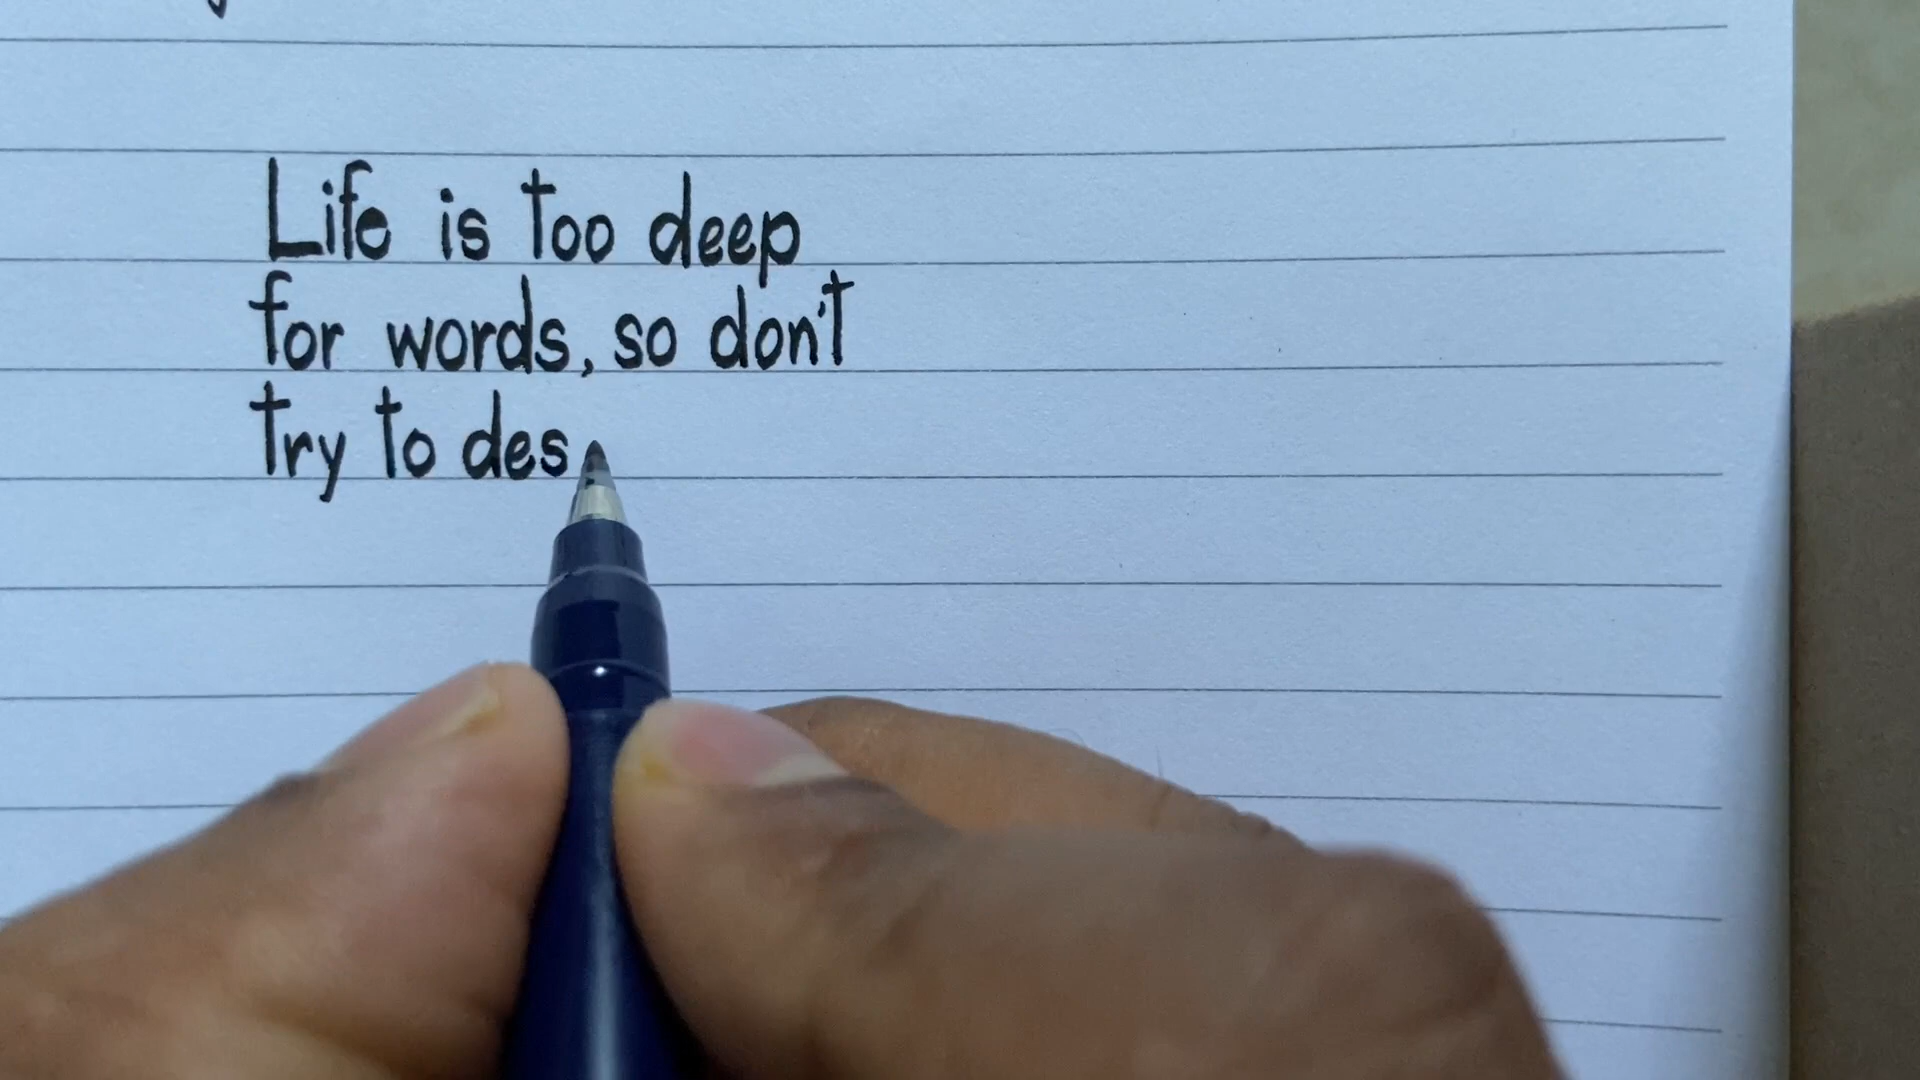 Life is too deep
for words, so don't
try to des